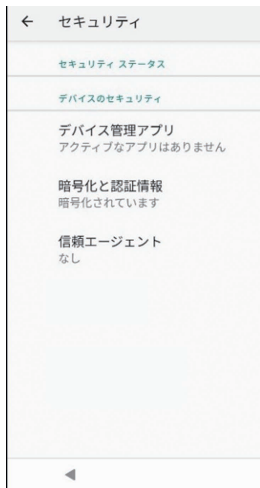 セキュリティ
セキュリティ ステータス
デバイスのセキュリティ
デバイス管理アプリ
アクティブなアプリはありません
暗号化と認証情報
暗号化されています
信頼エージェント
なし